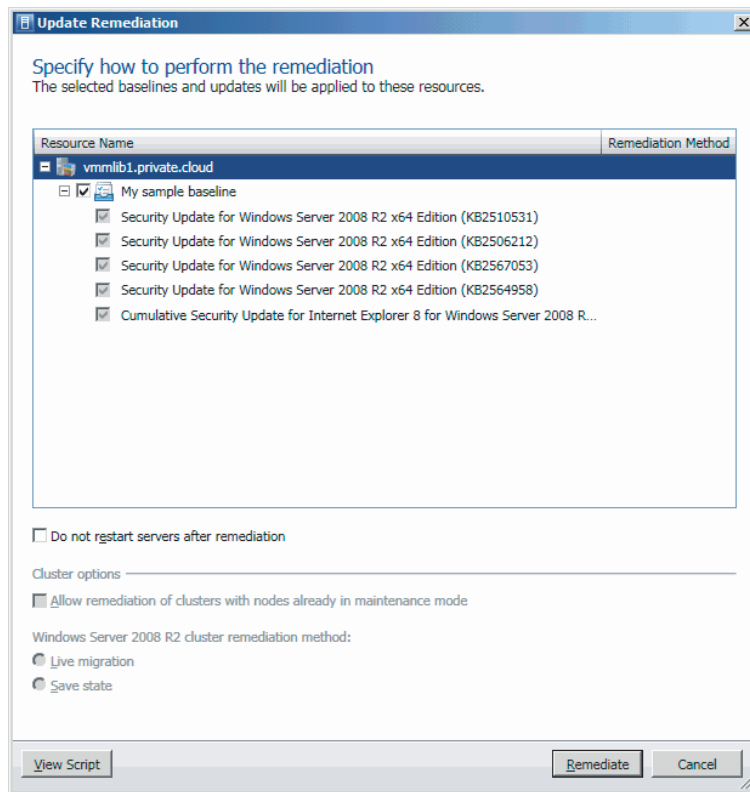 Update Remediation
Specify how to perform the remediation
The selected baselines and updates will be applied to these resources.
Resource Name Remediation Method
vmmlib1.private.cloud
My sample baseline
Security Update for Windows Server 2008 R2 x64 Edition (KB2510531)
Security Update for Windows Server 2008 R2 x64 Edition (KB2506212)
Security Update for Windows Server 2008 R2 x64 Edition (KB2567053)
Security Update for Windows Server 2008 R2 x64 Edition (KB2564958)
Cumulative Security Update for Internet Explorer 8 for Windows Server 2008 R...
Do not restart servers after remediation
Cluster options
Allow remediation of clusters with nodes already in maintenance mode
Windows Server 2008 R2 cluster remediation method:
Live migration
Save state
View Script Remediate Cancel